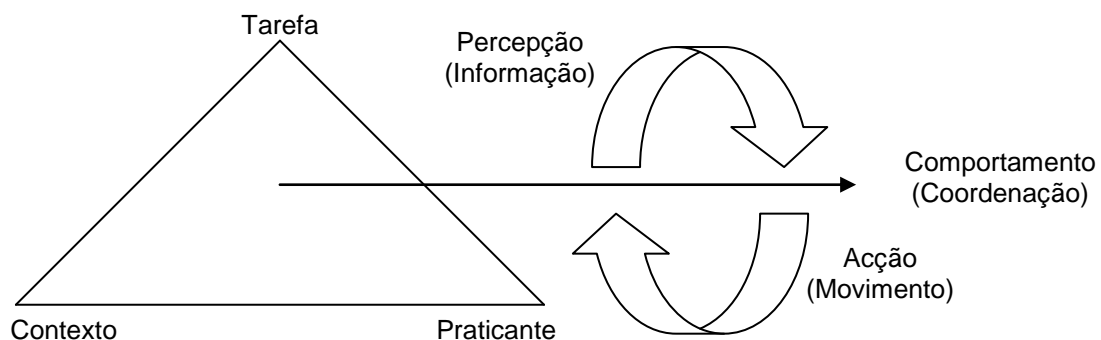 Tarefa
Percepção
(Informação)
Comportamento
(Coordenação)
Acção
(Movimento)
Contexto
Praticante